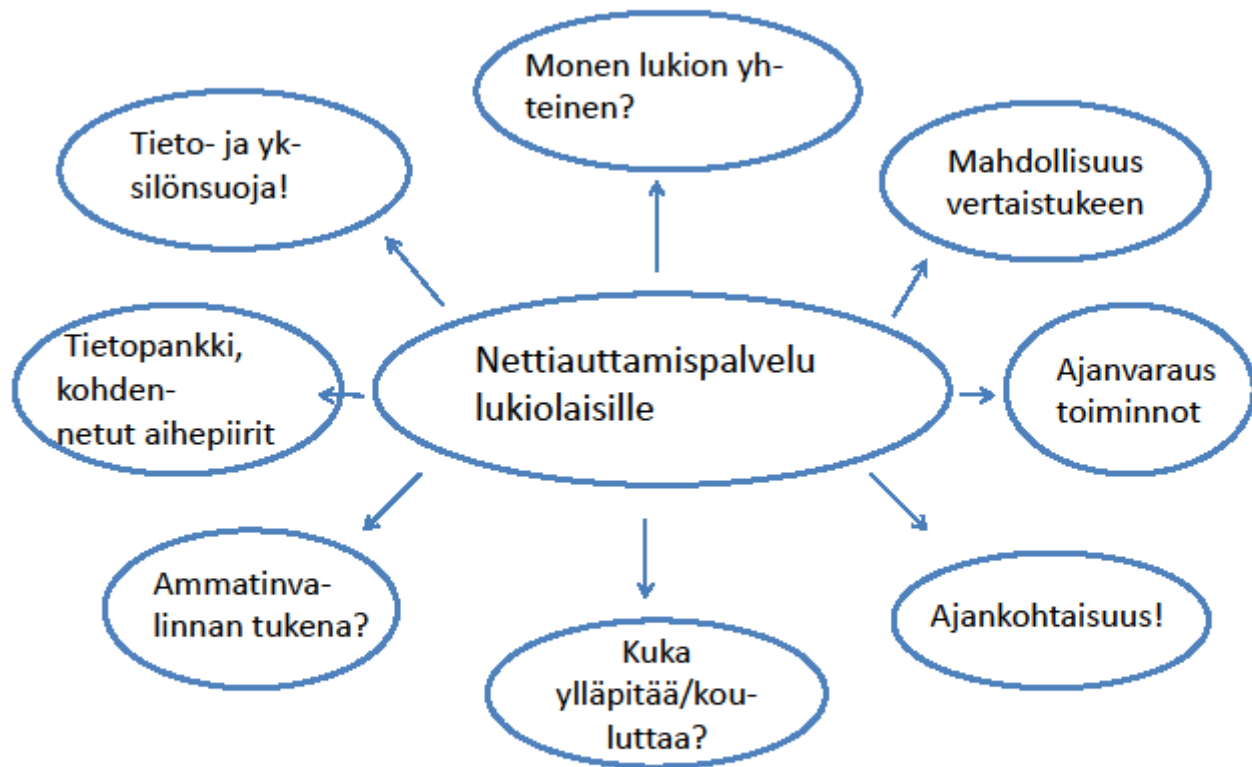 Monen lukion yh-
teinen?
Tieto- ja yk-
silönsuoja!
Mahdollisuus
vertaistukeen
Tietopankki,
kohden-
netut aihepiirit
Nettiauttamispalvelu
lukiolaisille
Ajanvaraus
toiminnot
Ammatinva-
linnan tukena?
Kuka
ylläpitää/kou-
luttaa?
Ajankohtaisuus!